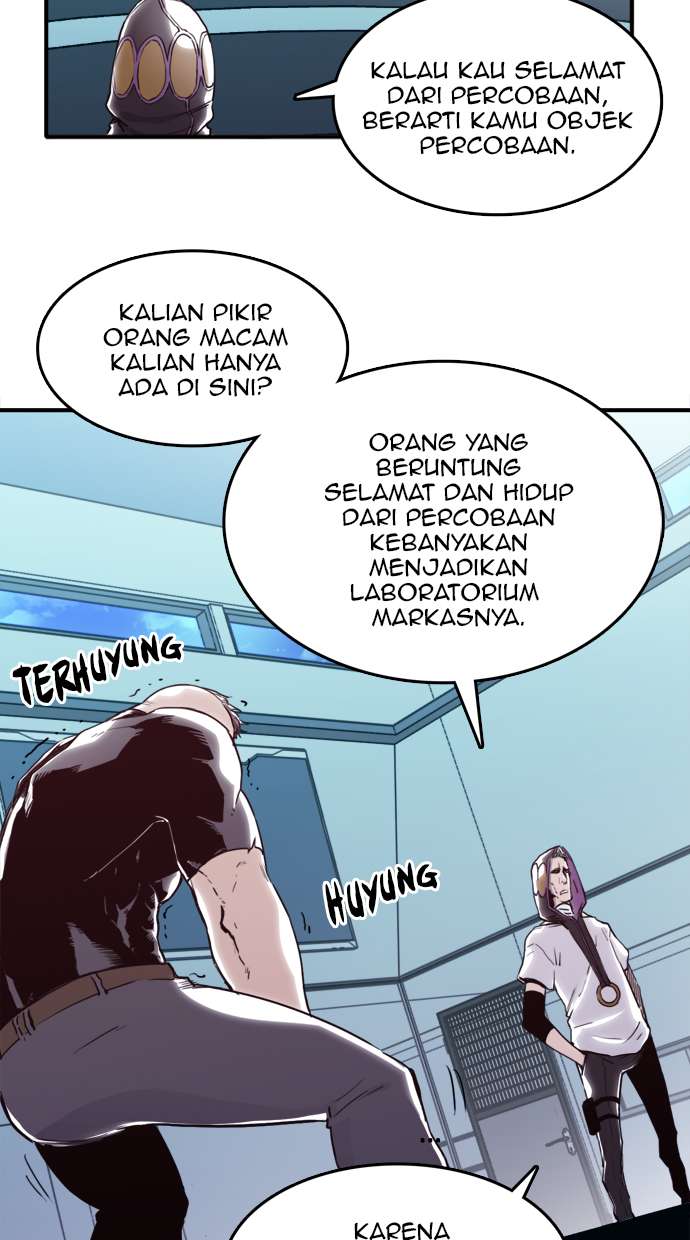 KALAU KAU SELAMAT
DARI PERCOBAAN,
BERARTI KAMU OBJEK
PERCOBAAN.
KALIAN PIKIR
ORANG MACAM
KALIAN HANYA
ADA DI SINI?
ORANG YANG
BERUNTUNG
SELAMAT DAN HIDUP
DARI PERCOBAAN
KEBANYAKAN
MENJADIKAN
LABORATORIUM
MARKASNYA.
TERHUYUNG
HUYUNG
...
KARENA